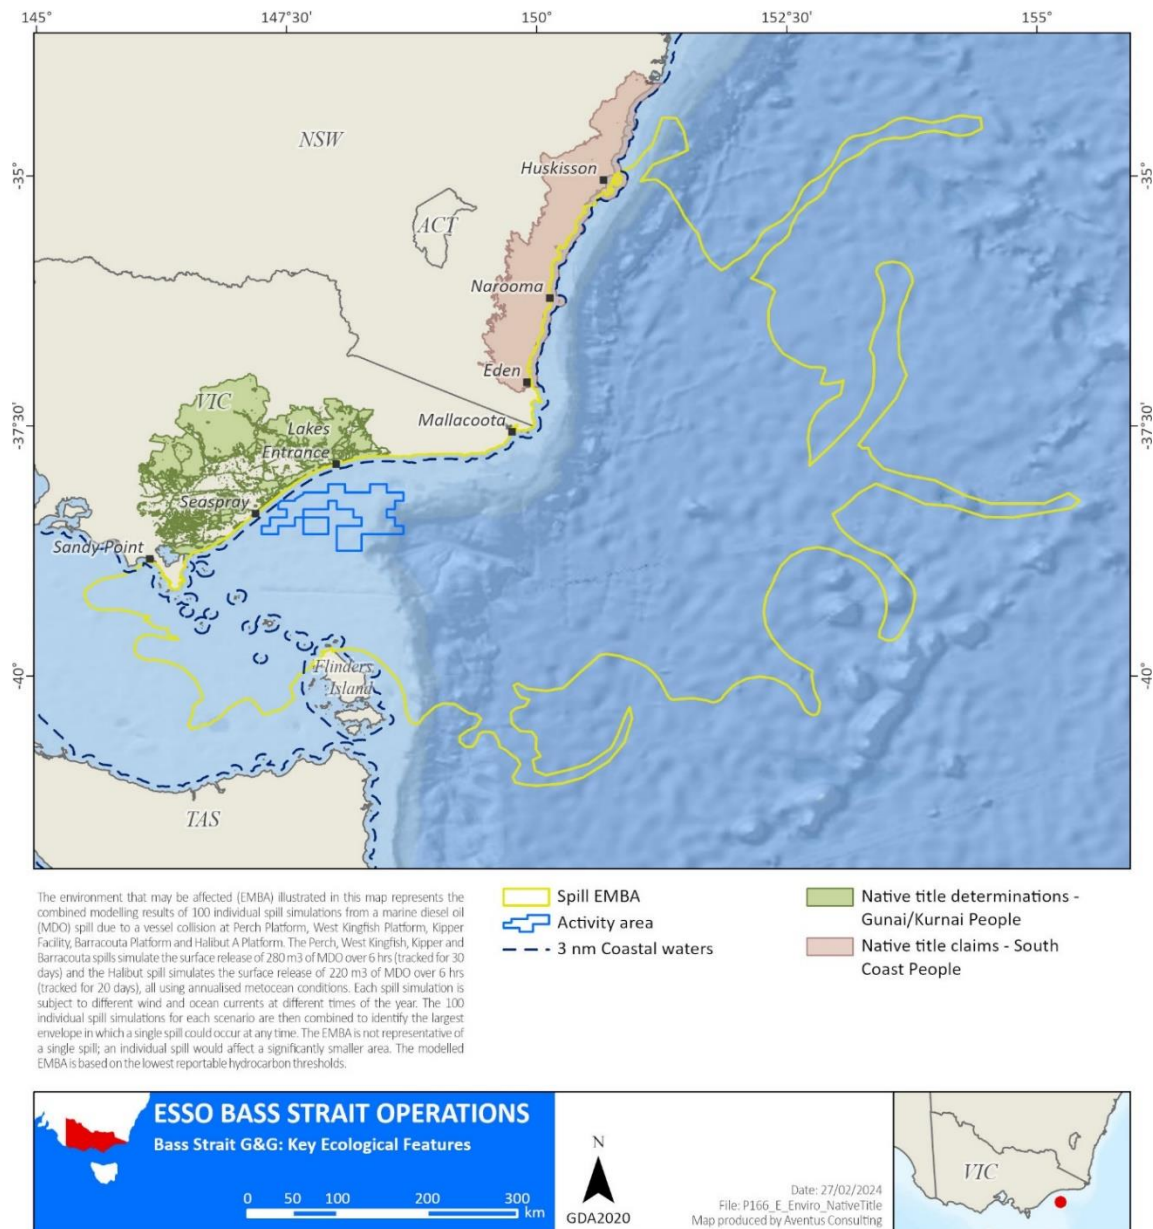 145°
147°30'
150°
152°30'
155°
-35°
-35°
NSW
Huskisson
ACT
Narooma
Eden
-37°30'
-37°30'
VIC
Mallacoota
Lakes
Entrance
Seaspray
Sandy Point
-40°
-40°
Flinders
Island
TAS
The environment that may be affected (EMBA) illustrated in this map represents the
combined modelling results of 100 individual spill simulations from a marine diesel oil
(MDO) spill due to a vessel collision at Perch Platform, West Kingfish Platform, Kipper
Facility, Barracouta Platform and Halibut A Platform. The Perch, West Kingfish, Kipper and
Barracouta spills simulate the surface release of 280 m3 of MDO over 6 hrs (tracked for 30
days) and the Halibut spill simulates the surface release of 220 m3 of MDO over 6 hrs
(tracked for 20 days), all using annualised metocean conditions. Each spill simulation is
subject to different wind and ocean currents at different times of the year. The 100
individual spill simulations for each scenario are then combined to identify the largest
envelope in which a single spill could occur at any time. The EMBA is not representative of
a single spill; an individual spill would affect a significantly smaller area. The modelled
EMBA is based on the lowest reportable hydrocarbon thresholds.
Spill EMBA
Activity area
3 nm Coastal waters
Native title determinations -
Gunai/Kurnai People
Native title claims - South
Coast People
ESSO BASS STRAIT OPERATIONS
Bass Strait G&G: Key Ecological Features
0 50 100 200 300
km
N
GDA2020
Date: 27/02/2024
File: P166_E_Enviro_NativeTitle
Map produced by Aventus Consulting
VIC